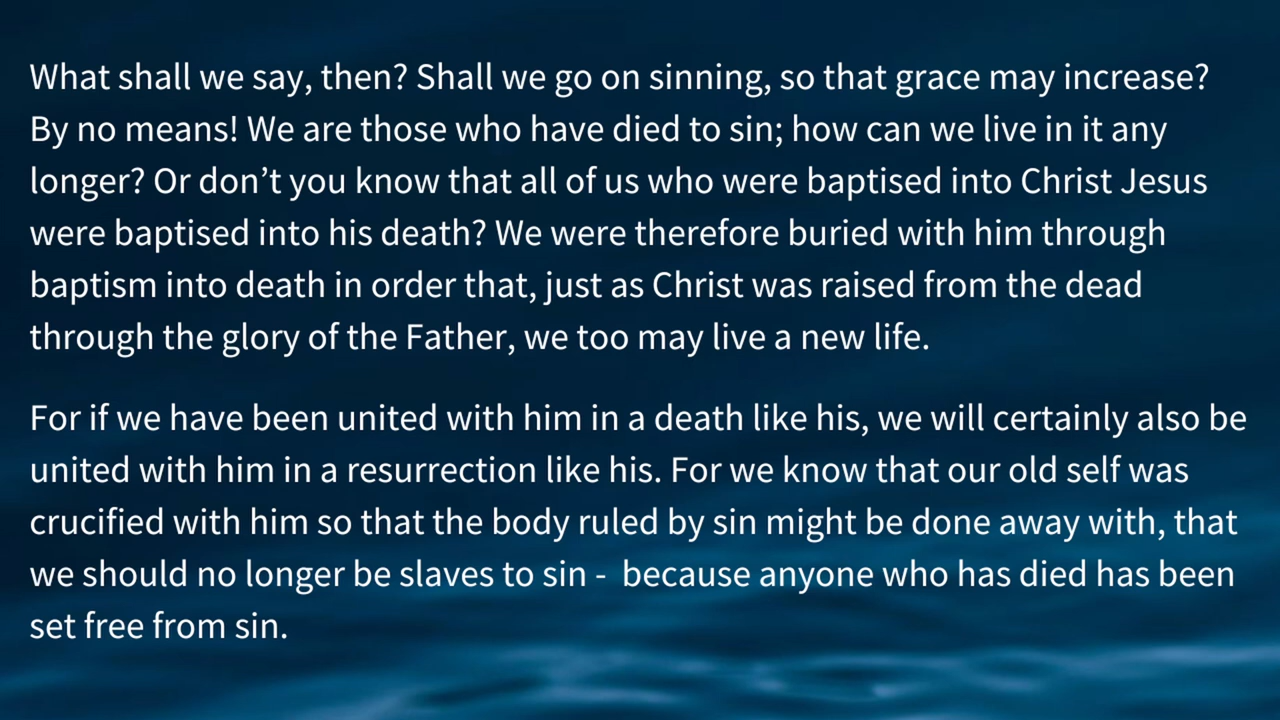 What shall we say, then? Shall we go on sinning, so that grace may increase?
By no means! We are those who have died to sin; how can we live in it any
longer? Or don’t you know that all of us who were baptised into Christ Jesus
were baptised into his death? We were therefore buried with him through
baptism into death in order that, just as Christ was raised from the dead
through the glory of the Father, we too may live a new life.
For if we have been united with him in a death like his, we will certainly also be
united with him in a resurrection like his. For we know that our old self was
crucified with him so that the body ruled by sin might be done away with, that
we should no longer be slaves to sin -  because anyone who has died has been
set free from sin.